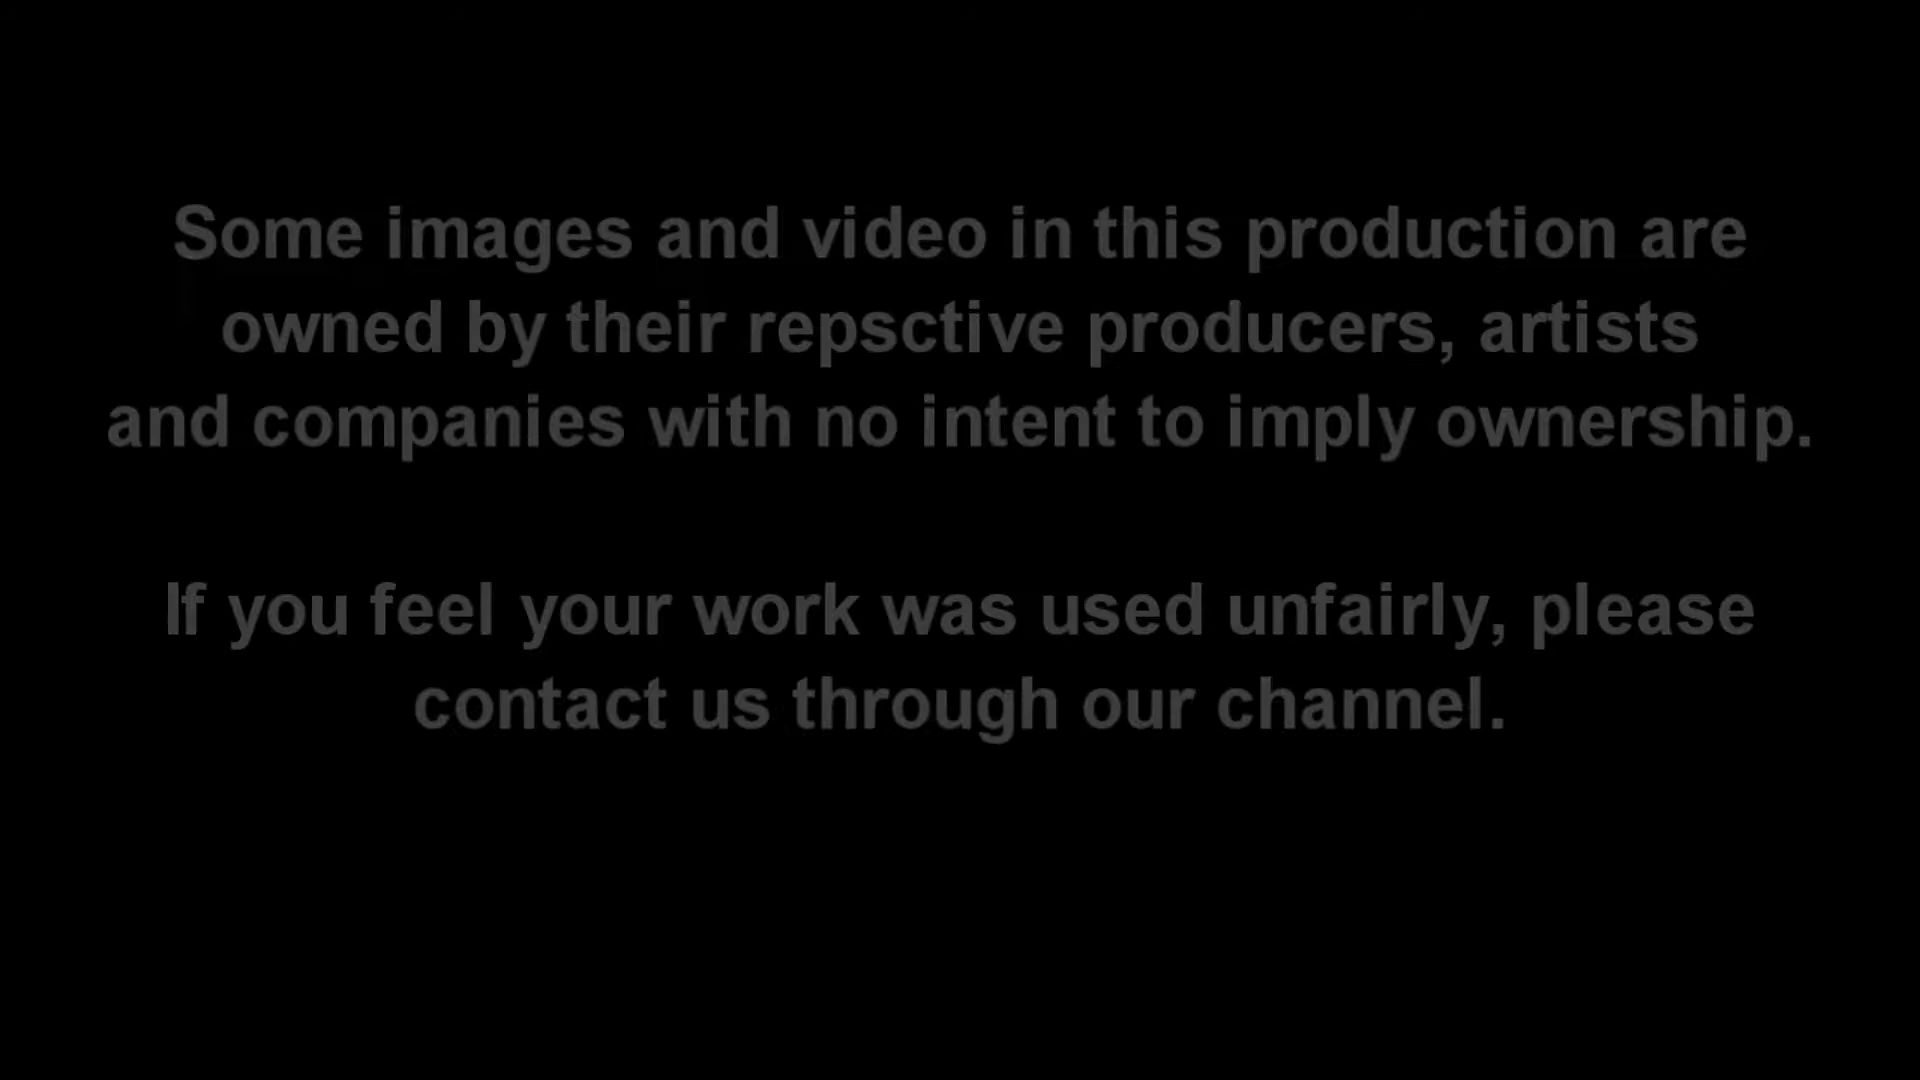 Some images and video in this production are
owned by their repsctive producers, artists
and companies with no intent to imply ownership.
If you feel your work was used unfairly, please
contact us through our channel.